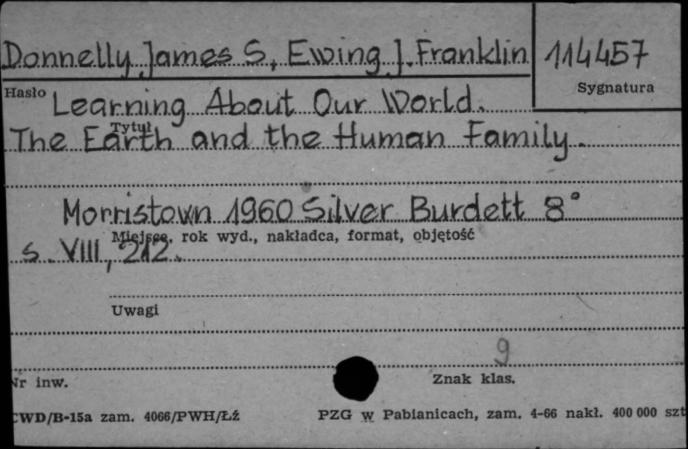 Donnelly James S, Ewing J. Franklin
114457
Hasło
Sygnatura
Learning About Our World.
Tytuł
The Earth and the Human Family.
Morristown 1960 Silver Burdett 8°
Miejsce, rok wyd., nakładca, format, objętość
s. VIII, 212.
Uwagi
9
Nr inw.
Znak klas.
CWD/B-15a zam. 4066/PWH/Łź
PZG w Pabianicach, zam. 4-66 nakł. 400 000 szt